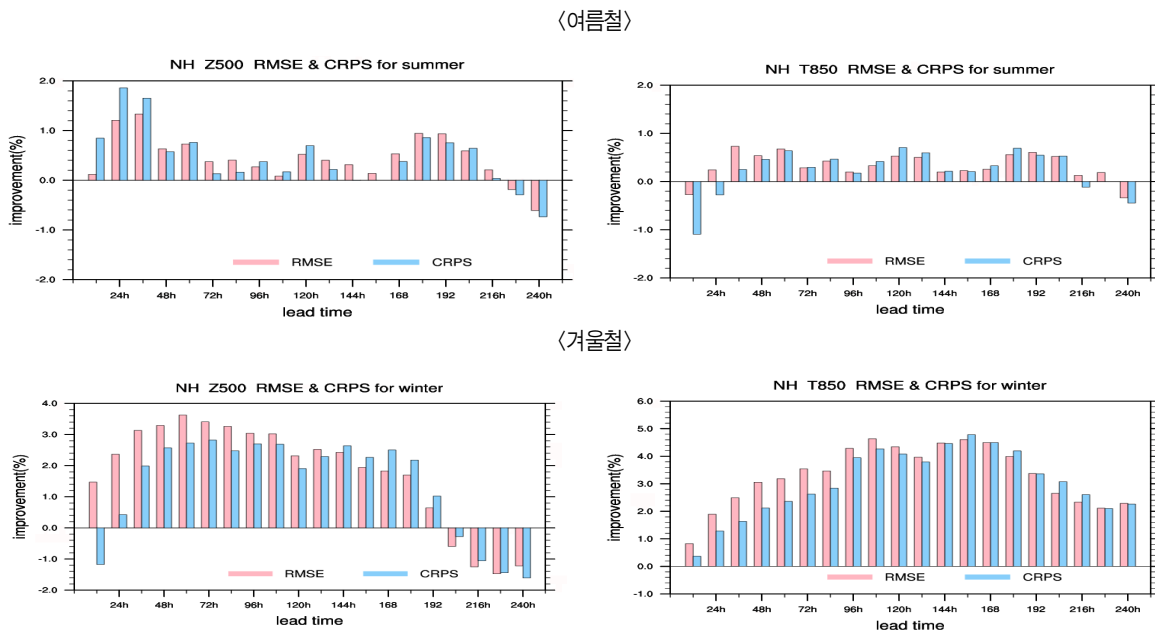 <여름철>
NH Z500 RMSE & CRPS for summer
improvement(%)
2.0
1.0
0.0
-1.0
-2.0
RMSE CRPS
24h 48h 72h 96h 120h 144h 168 192 216h 240h
lead time
NH T850 RMSE & CRPS for summer
improvement(%)
2.0
1.0
0.0
-1.0
-2.0
RMSE CRPS
24h 48h 72h 96h 120h 144h 168 192 216h 240h
lead time
<겨울철>
NH Z500 RMSE & CRPS for winter
improvement(%)
4.0
3.0
2.0
1.0
0.0
-1.0
-2.0
RMSE CRPS
24h 48h 72h 96h 120h 144h 168 192 216h 240h
lead time
NH T850 RMSE & CRPS for winter
improvement(%)
6.0
5.0
4.0
3.0
2.0
1.0
0.0
-1.0
RMSE CRPS
24h 48h 72h 96h 120h 144h 168 192 216h 240h
lead time